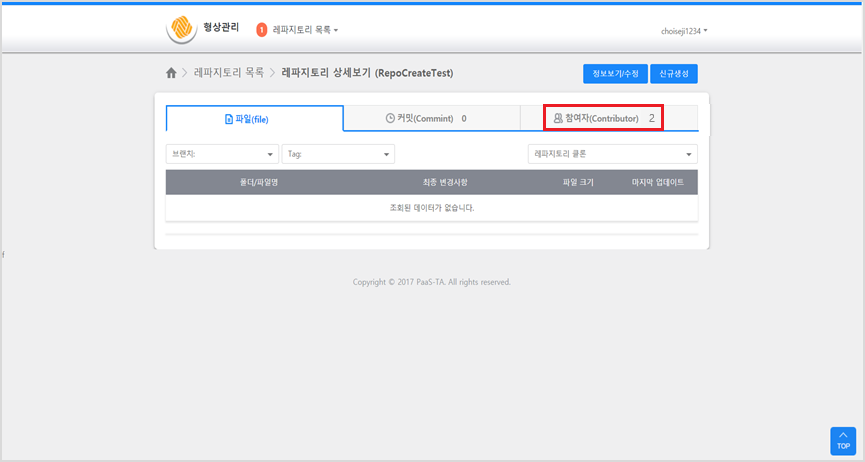 형상관리 1 레파지토리 목록 choiseji1234
레파지토리 목록 레파지토리 상세보기 (RepoCreateTest) 정보보기/수정 신규생성
파일(file) 커밋(Commint) 0 참여자(Contributor) 2
브랜치: Tag: 레파지토리 클론
폴더/파일명 최종 변경사항 파일 크기 마지막 업데이트
조회된 데이터가 없습니다.
f
Copyright © 2017 PaaS-TA. All rights reserved.
TOP